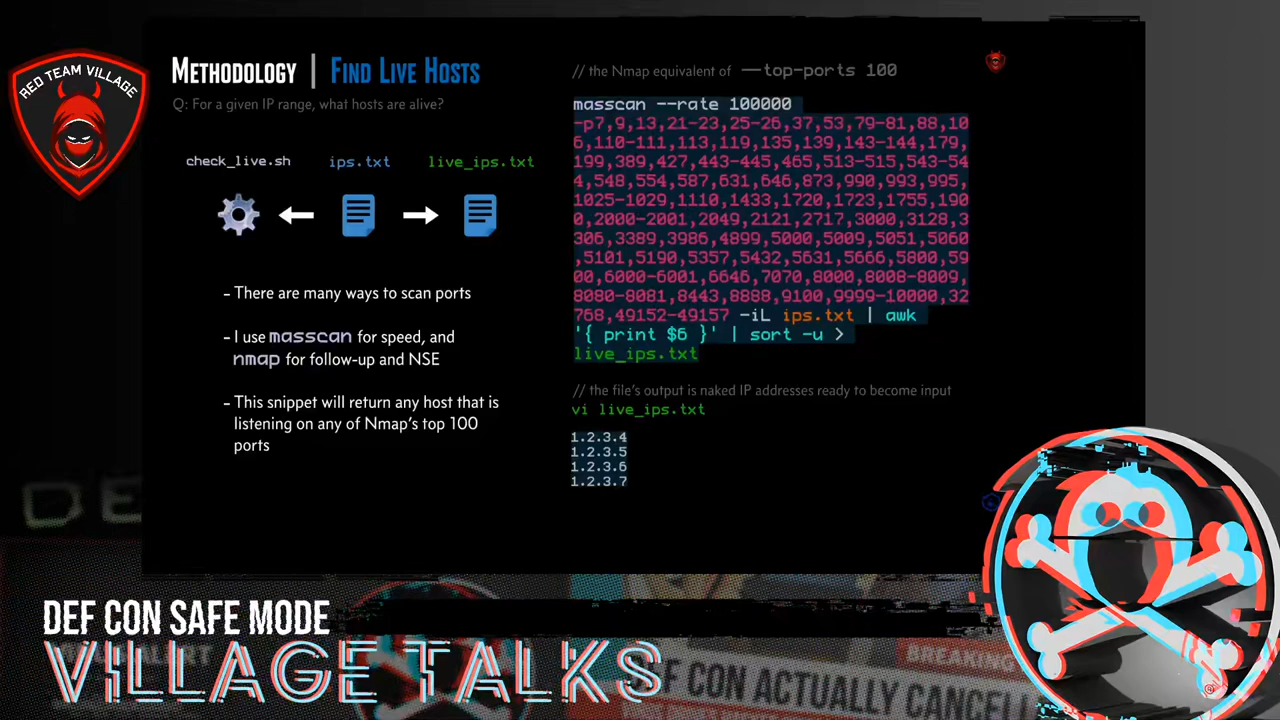 RED TEAM VILLAGE
METHODOLOGY | FIND LIVE HOSTS
Q: For a given IP range, what hosts are alive?
check_live.sh ips.txt live_ips.txt
- There are many ways to scan ports
- I use masscan for speed, and
nmap for follow-up and NSE
- This snippet will return any host that is
listening on any of Nmap's top 100
ports
// the Nmap equivalent of --top-ports 100
masscan --rate 100000
-p7,9,13,21-23,25-26,37,53,79-81,88,10
6,110-111,113,119,135,139,143-144,179,
199,389,427,443-445,465,513-515,543-54
4,548,554,587,631,646,873,990,993,995,
1025-1029,1110,1433,1720,1723,1755,190
0,2000-2001,2049,2121,2717,3000,3128,3
306,3389,3986,4899,5000,5009,5051,5060
,5101,5190,5357,5432,5631,5666,5800,59
00,6000-6001,6646,7070,8000,8008-8009,
8080-8081,8443,8888,9100,9999-10000,32
768,49152-49157 -iL ips.txt | awk
'{ print $6 }' | sort -u >
live_ips.txt
// the file's output is naked IP addresses ready to become input
vi live_ips.txt
1.2.3.4
1.2.3.5
1.2.3.6
1.2.3.7
DE
DEF CON SAFE MODE
VILLAGE TALKS
BREAKING
DEF CON ACTUALLY CANCELL